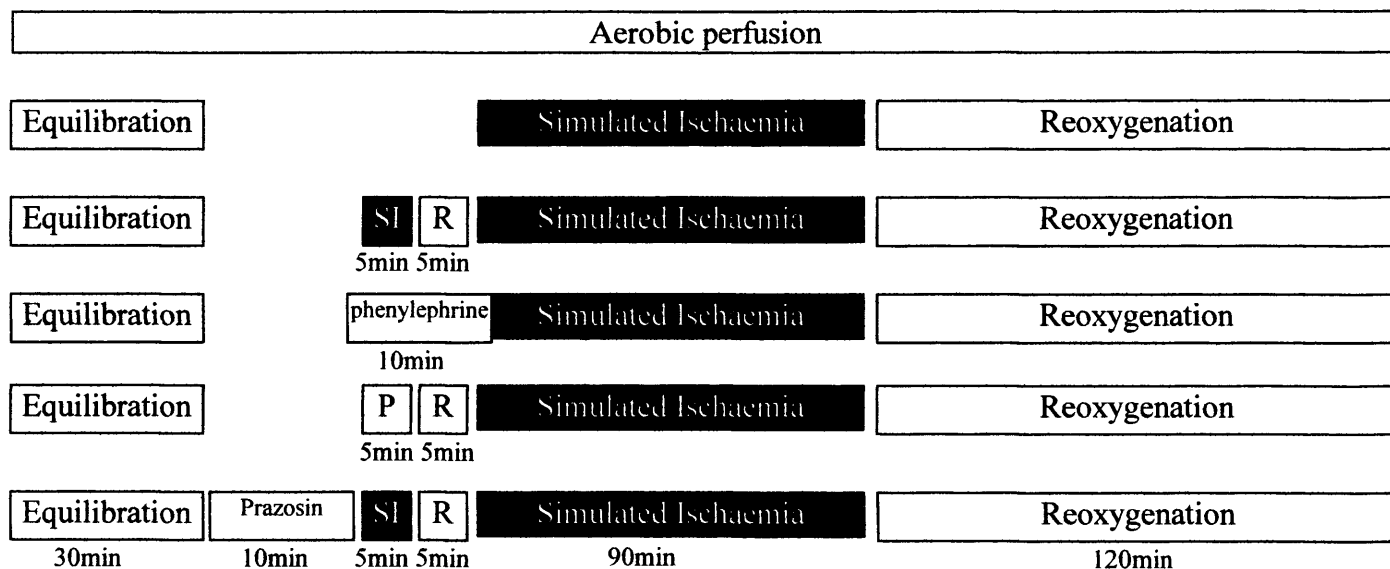 Aerobic perfusion
Equilibration Simulated Ischaemia Reoxygenation
Equilibration SI R Simulated Ischaemia Reoxygenation
5min 5min
Equilibration phenylephrine Simulated Ischaemia Reoxygenation
10min
Equilibration P R Simulated Ischaemia Reoxygenation
5min 5min
Equilibration Prazosin SI R Simulated Ischaemia Reoxygenation
30min 10min 5min 5min 90min 120min